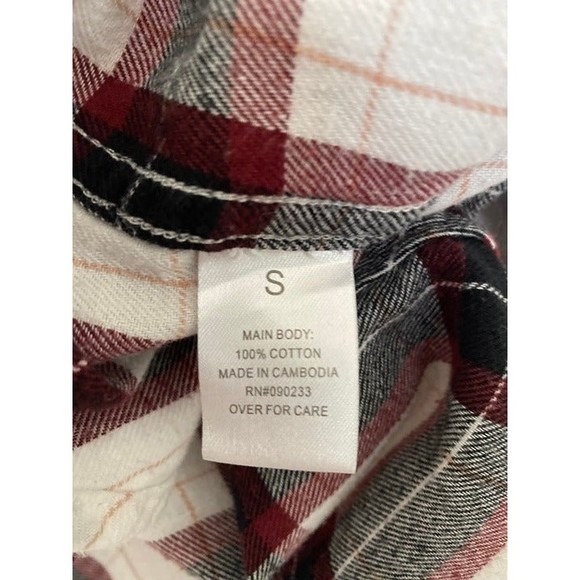 S
MAIN BODY:
100% COTTON
MADE IN CAMBODIA
RN#090233
OVER FOR CARE